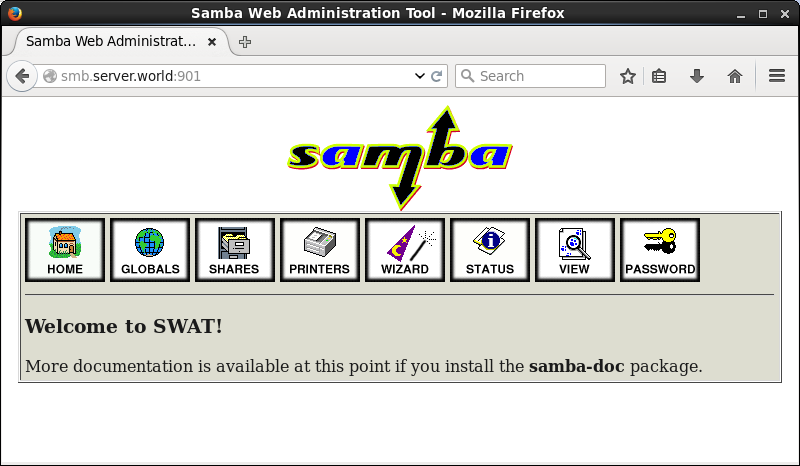 Samba Web Administration Tool - Mozilla Firefox
Samba Web Administrat...
smb.server.world:901
Search
samba
HOME GLOBALS SHARES PRINTERS WIZARD STATUS VIEW PASSWORD
Welcome to SWAT!
More documentation is available at this point if you install the samba-doc package.